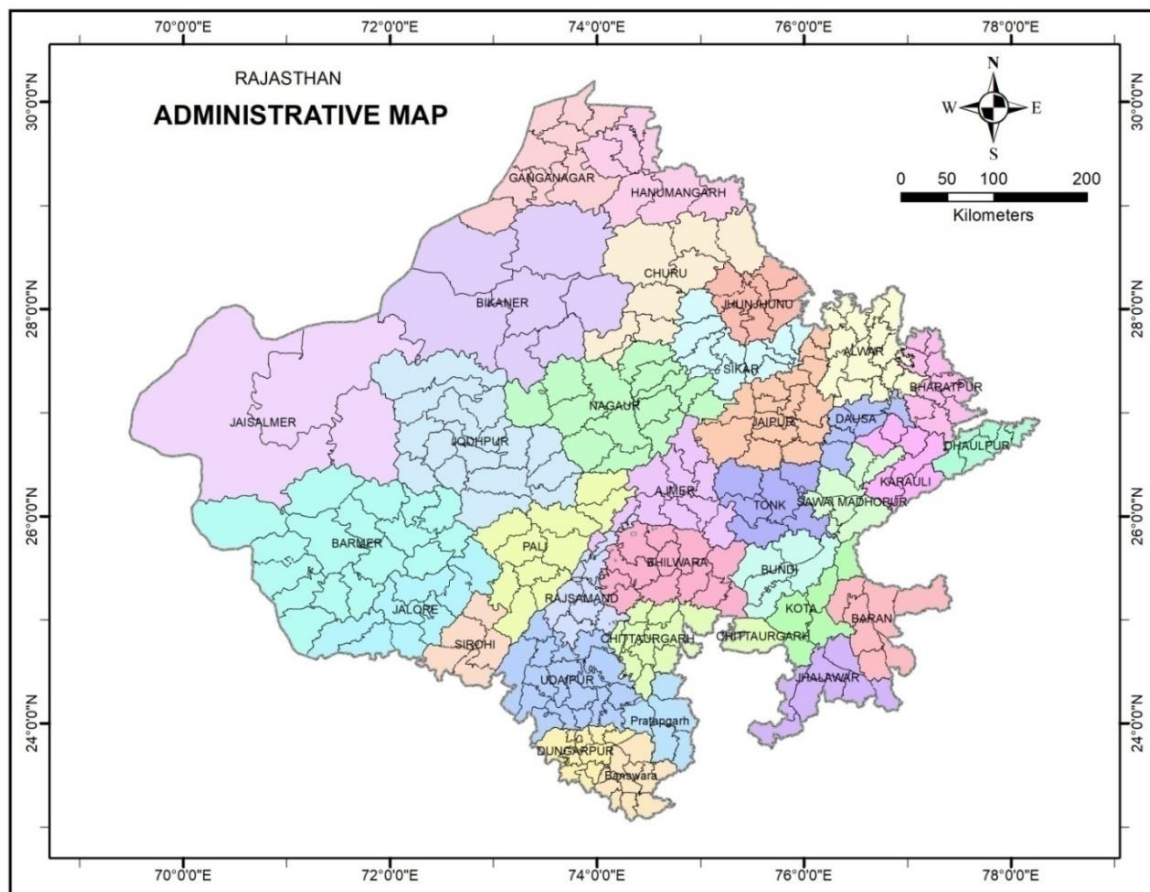 70°0'0"E 72°0'0"E 74°0'0"E 76°0'0"E 78°0'0"E
RAJASTHAN
ADMINISTRATIVE MAP
N
W E
S
0 50 100 200
Kilometers
30°0'0"N 30°0'0"N
GANGANAGAR
HANUMANGARH
CHURU
28°0'0"N 28°0'0"N
BIKANER
JHUNJHUNU
ALWAR
SIKAR
BHARATPUR
NAGAUR
JAISALMER
JAIPUR
DAUSA
JODHPUR
DHAULPUR
KARAULI
AJMER
TONK
SAWAI MADHOPUR
26°0'0"N 26°0'0"N
BARMER
PALI
BHILWARA
BUNDI
RAJSAMAND
JALORE
KOTA
BARAN
SIROHI
CHITTAURGARH
CHITTAURGARH
UDAIPUR
JHALAWAR
24°0'0"N 24°0'0"N
Pratapgarh
DUNGARPUR
Banswara
70°0'0"E 72°0'0"E 74°0'0"E 76°0'0"E 78°0'0"E